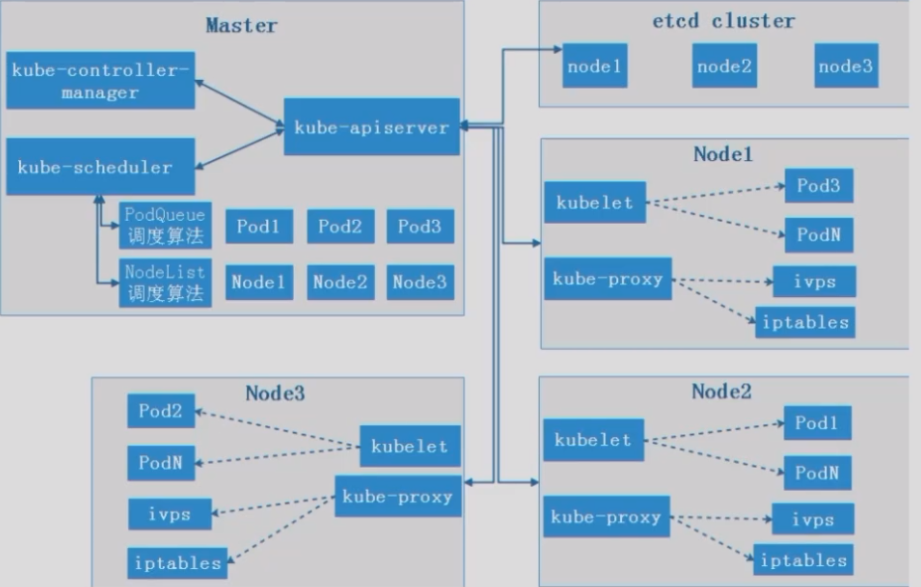 Master
kube-controller-
manager
kube-apiserver
kube-scheduler
PodQueue
调度算法
Pod1
Pod2
Pod3
NodeList
调度算法
Node1
Node2
Node3
etcd cluster
node1
node2
node3
Node1
kubelet
Pod3
PodN
kube-proxy
ivps
iptables
Node3
Pod2
kubelet
PodN
kube-proxy
ivps
iptables
Node2
kubelet
Pod1
PodN
kube-proxy
ivps
iptables